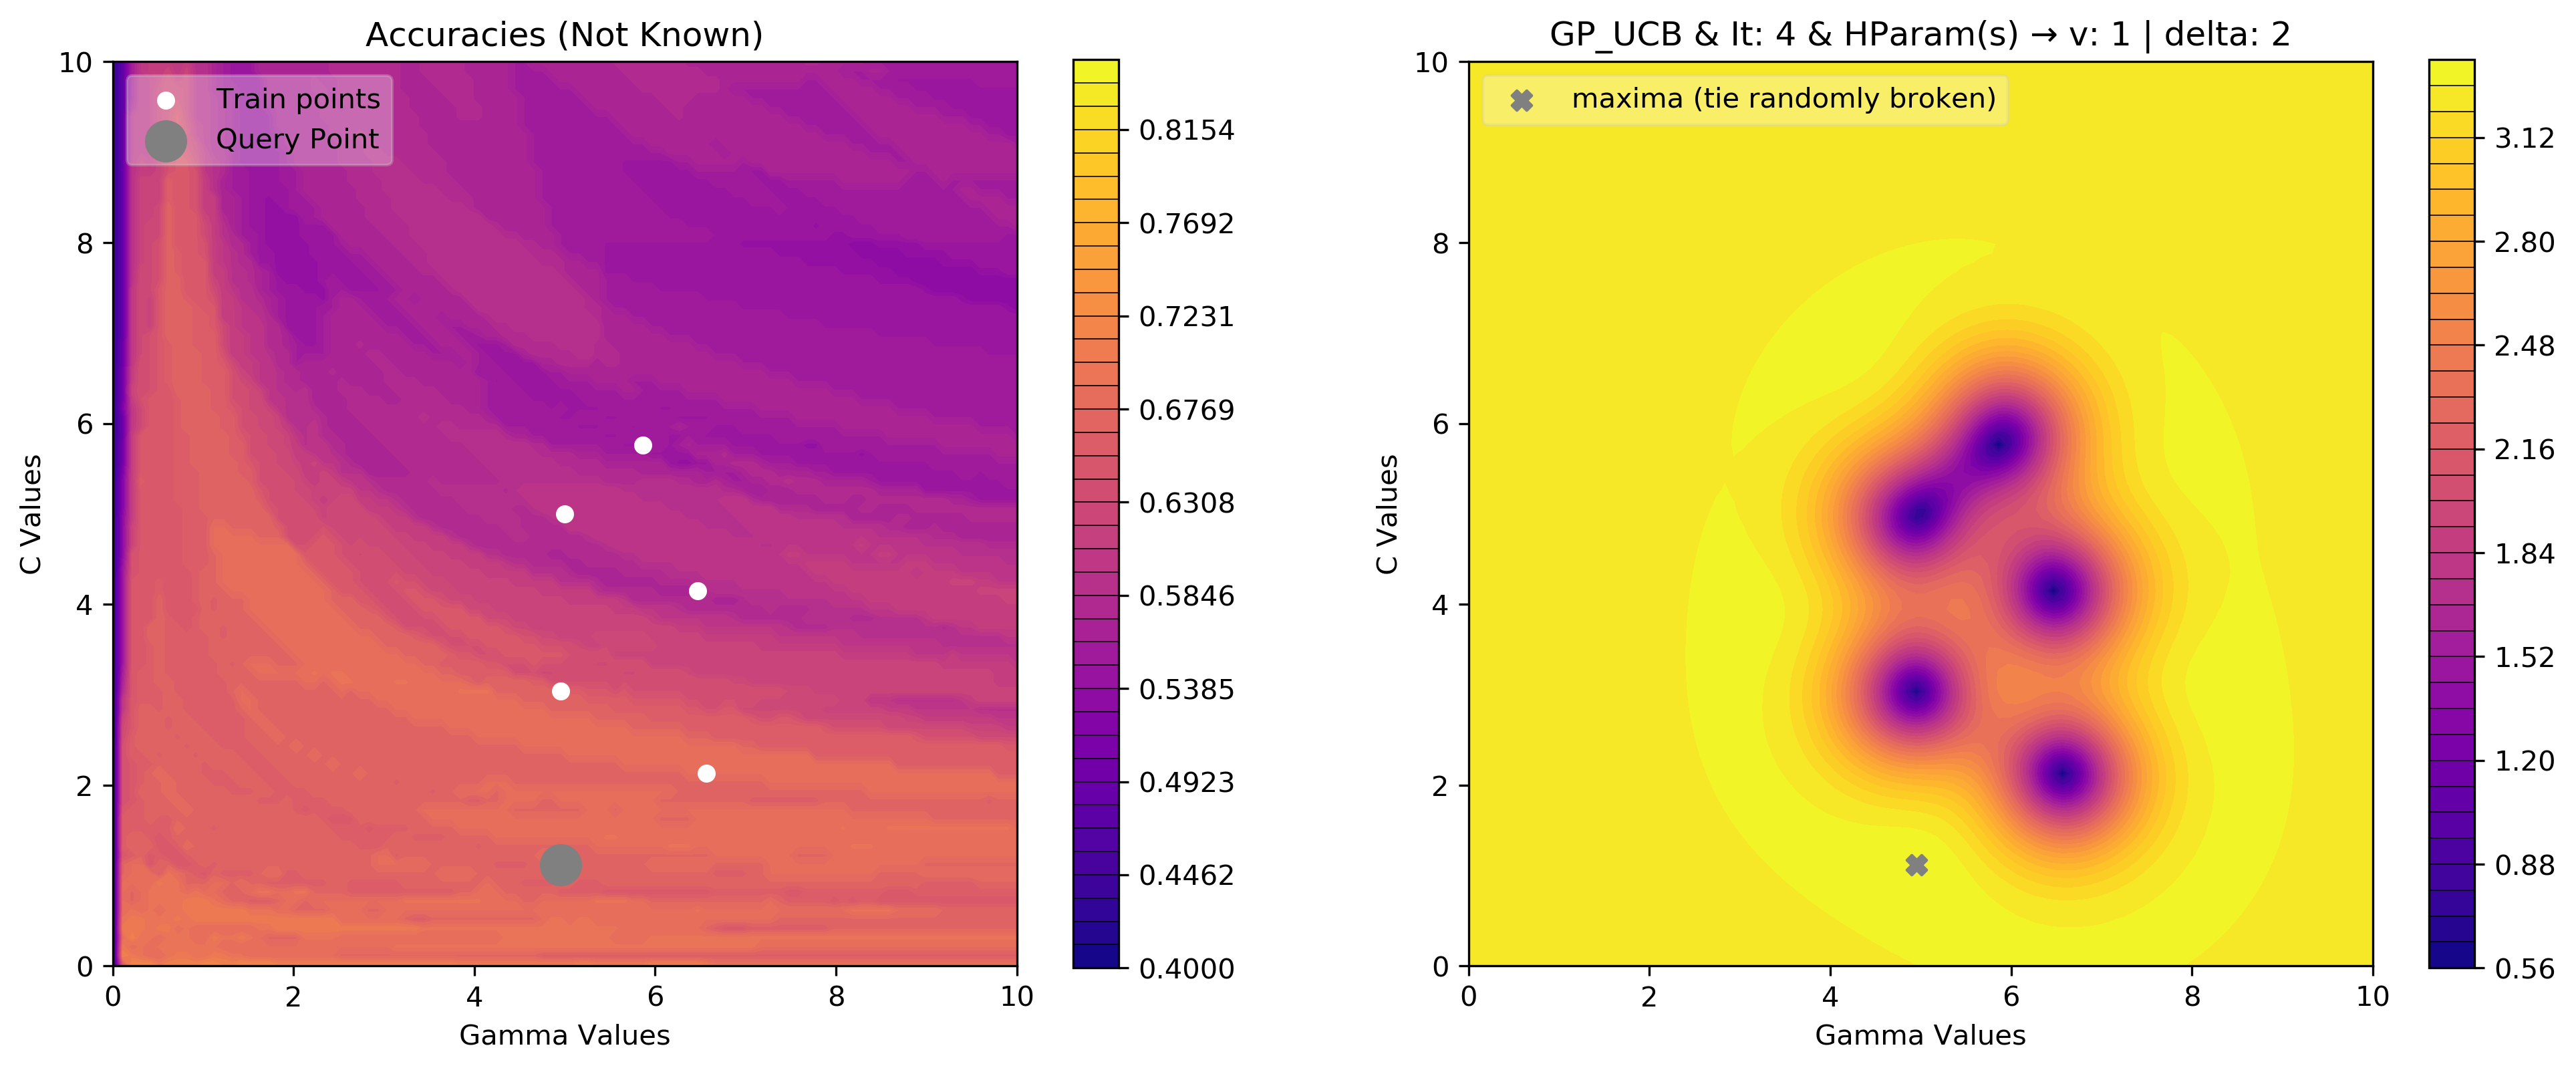 Accuracies (Not Known)
Train points
Query Point
10
8
6
4
2
0
C Values
0 2 4 6 8 10
Gamma Values
0.8154
0.7692
0.7231
0.6769
0.6308
0.5846
0.5385
0.4923
0.4462
0.4000
GP_UCB & It: 4 & HParam(s) → v: 1 | delta: 2
maxima (tie randomly broken)
10
8
6
4
2
0
C Values
0 2 4 6 8 10
Gamma Values
3.12
2.80
2.48
2.16
1.84
1.52
1.20
0.88
0.56